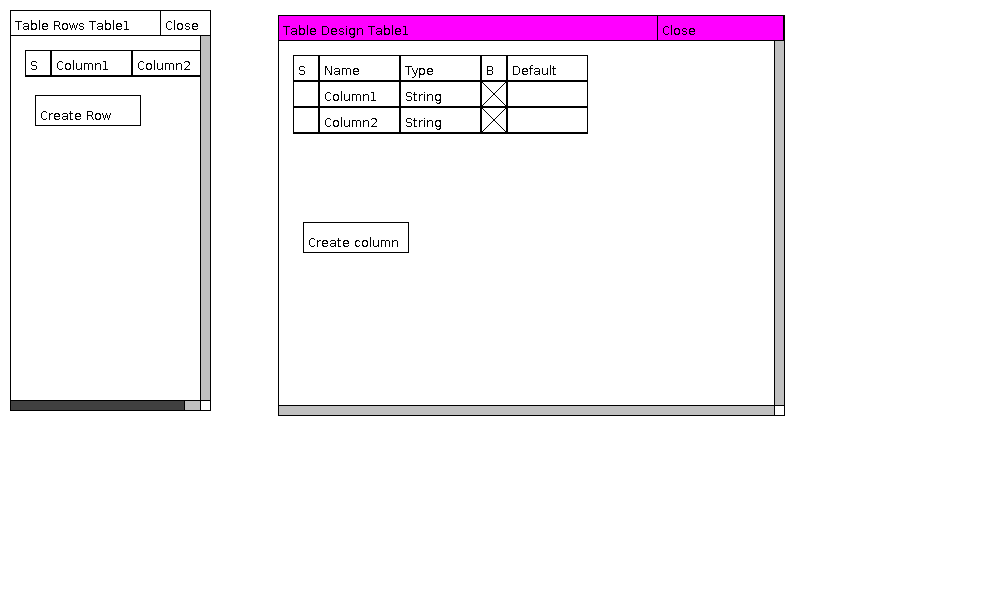 Table Rows Table1 Close
S Column1 Column2
Create Row
Table Design Table1 Close
S Name Type B Default
Column1 String
Column2 String
Create column